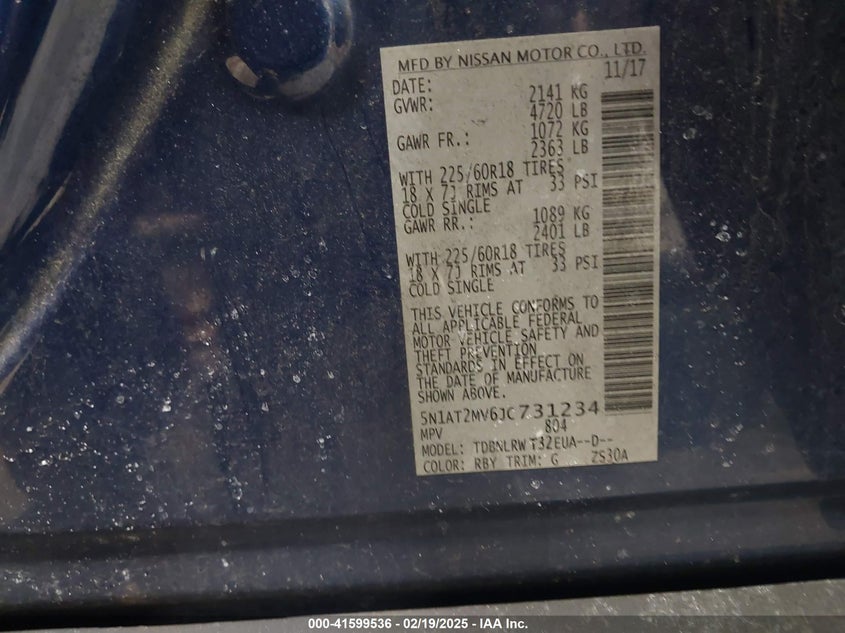 MFD BY NISSAN MOTOR CO., LTD.
DATE: 11/17
GVWR: 2141 KG
4720 LB
GAWR FR.: 1072 KG
2363 LB
WITH 225/60R18 TIRES
18 X 7J RIMS AT 33 PSI
COLD SINGLE
GAWR RR.: 1089 KG
2401 LB
WITH 225/60R18 TIRES
18 X 7J RIMS AT 33 PSI
COLD SINGLE
THIS VEHICLE CONFORMS TO
ALL APPLICABLE FEDERAL
MOTOR VEHICLE SAFETY AND
THEFT PREVENTION
STANDARDS IN EFFECT ON
THE DATE OF MANUFACTURE
SHOWN ABOVE.
5N1AT2MV6JC731234
MPV 804
MODEL: TDBNLRW T32EUA--D--
COLOR: RBY TRIM: G ZS30A
000-41599536 - 02/19/2025 - IAA Inc.